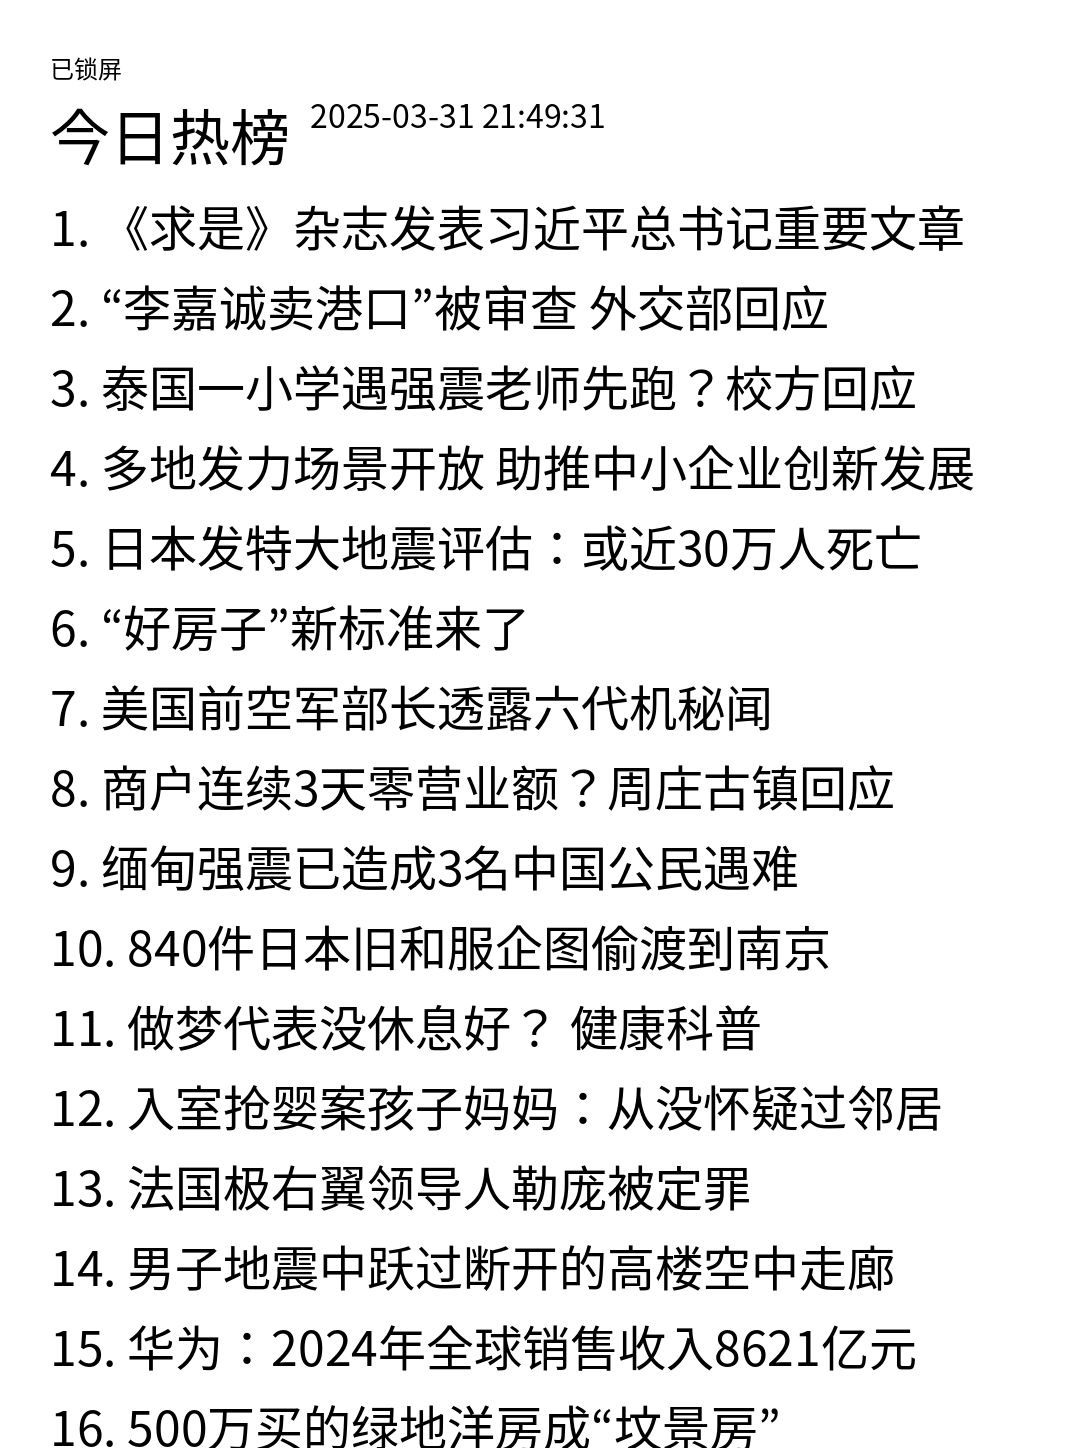 已锁屏
今日热榜 2025-03-31 21:49:31
1. 《求是》杂志发表习近平总书记重要文章
2. “李嘉诚卖港口”被审查 外交部回应
3. 泰国一小学遇强震老师先跑？校方回应
4. 多地发力场景开放 助推中小企业创新发展
5. 日本发特大地震评估：或近30万人死亡
6. “好房子”新标准来了
7. 美国前空军部长透露六代机秘闻
8. 商户连续3天零营业额？周庄古镇回应
9. 缅甸强震已造成3名中国公民遇难
10. 840件日本旧和服企图偷渡到南京
11. 做梦代表没休息好？ 健康科普
12. 入室抢婴案孩子妈妈：从没怀疑过邻居
13. 法国极右翼领导人勒庞被定罪
14. 男子地震中跃过断开的高楼空中走廊
15. 华为：2024年全球销售收入8621亿元
16. 500万买的绿地洋房成“坟景房”